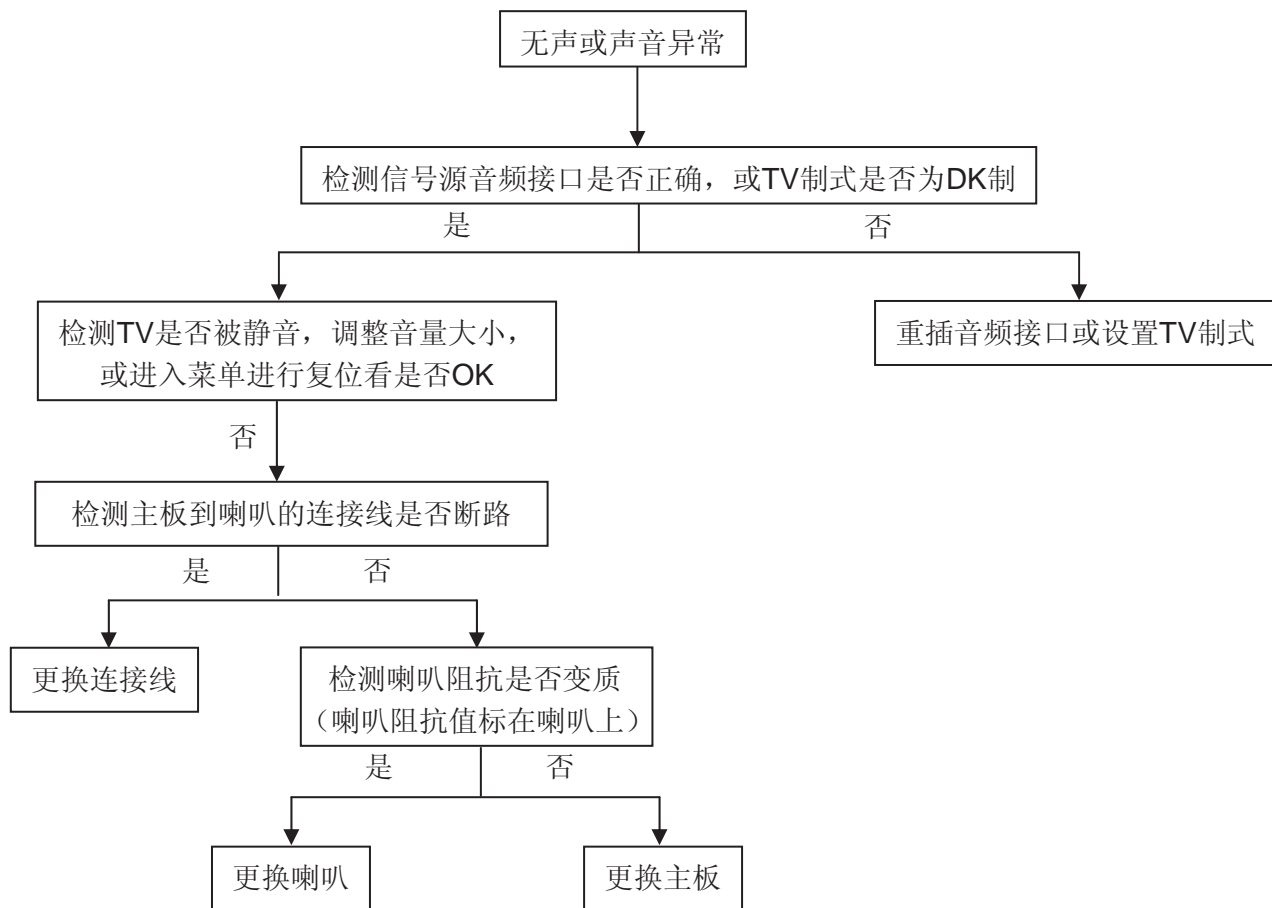 无声或声音异常
检测信号源音频接口是否正确，或TV制式是否为DK制
是
否
检测TV是否被静音，调整音量大小，
或进入菜单进行复位看是否OK
重插音频接口或设置TV制式
否
检测主板到喇叭的连接线是否断路
是
否
更换连接线
检测喇叭阻抗是否变质
（喇叭阻抗值标在喇叭上）
是
否
更换喇叭
更换主板